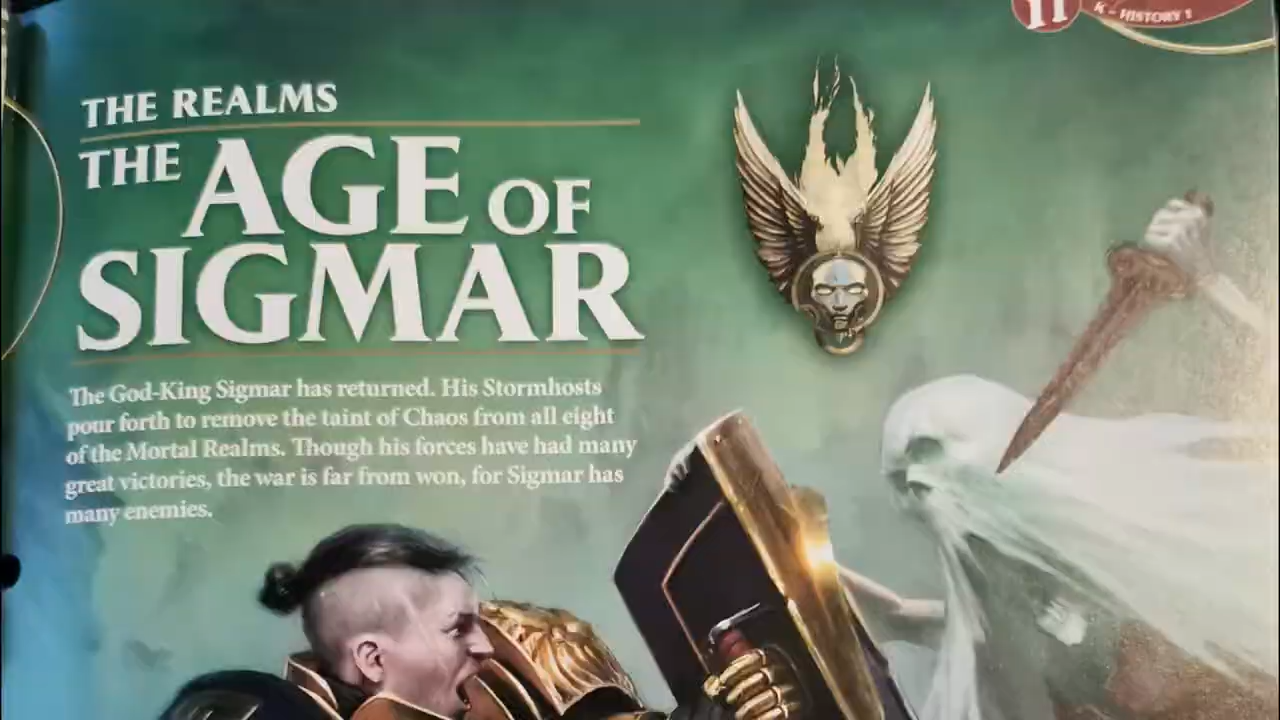 11
K – HISTORY 1
THE REALMS
THE AGE OF
SIGMAR
The God-King Sigmar has returned. His Stormhosts
pour forth to remove the taint of Chaos from all eight
of the Mortal Realms. Though his forces have had many
great victories, the war is far from won, for Sigmar has
many enemies.